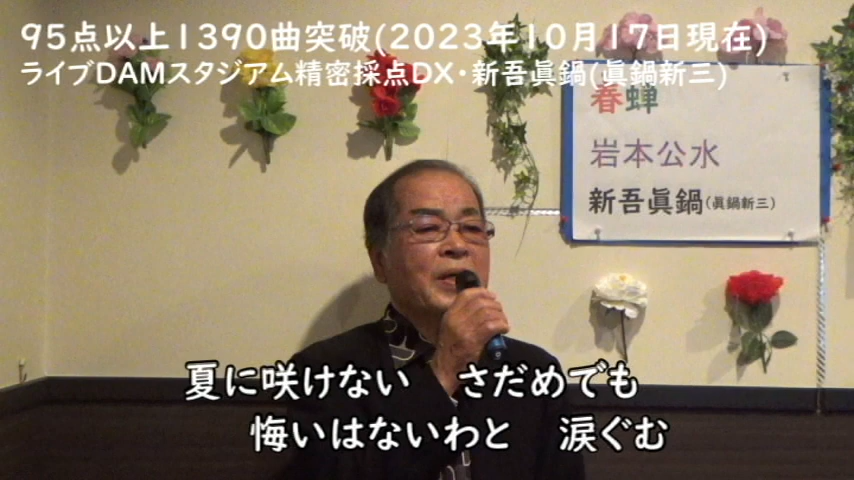 95点以上1390曲突破(2023年10月17日現在)
ライブDAMスタジアム精密採点DX・新吾眞鍋(眞鍋新三)
春蝉
岩本公水
新吾眞鍋(眞鍋新三)
夏に咲けない　さだめでも
悔いはないわと　涙ぐむ